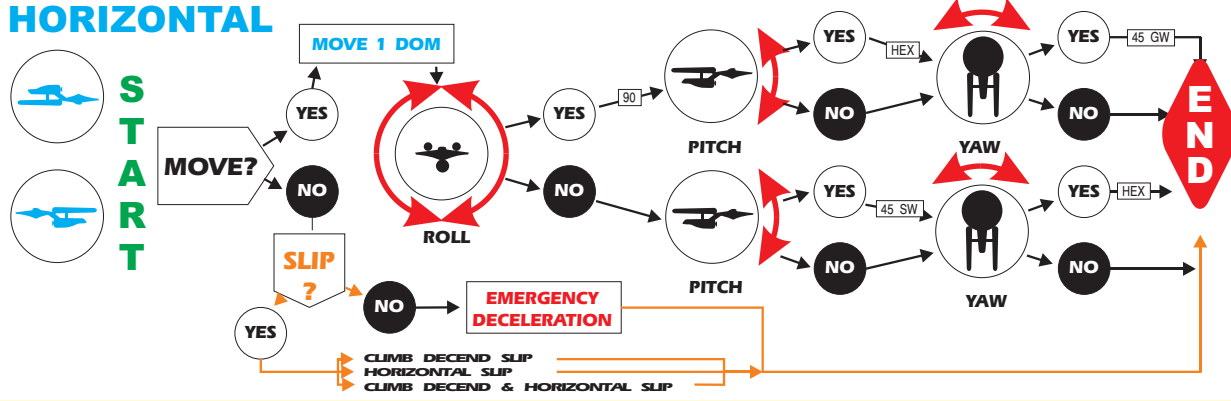 HORIZONTAL
START
MOVE?
YES
MOVE 1 DOM
NO
ROLL
YES
90
PITCH
YES
HEX
NO
YAW
YES
45 GW
NO
END
NO
PITCH
YES
45 SW
NO
YAW
YES
HEX
NO
SLIP
?
YES
NO
EMERGENCY
DECELERATION
CLIMB DECEND SLIP
HORIZONTAL SLIP
CLIMB DECEND & HORIZONTAL SLIP